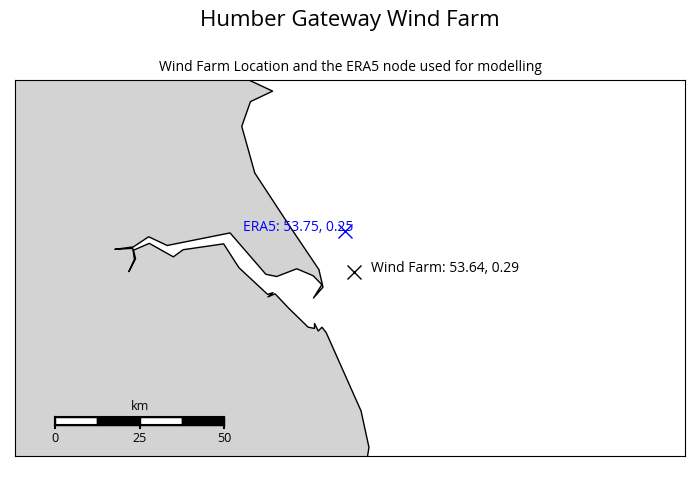 Humber Gateway Wind Farm
Wind Farm Location and the ERA5 node used for modelling
ERA5: 53.75, 0.25
Wind Farm: 53.64, 0.29
km
0 25 50